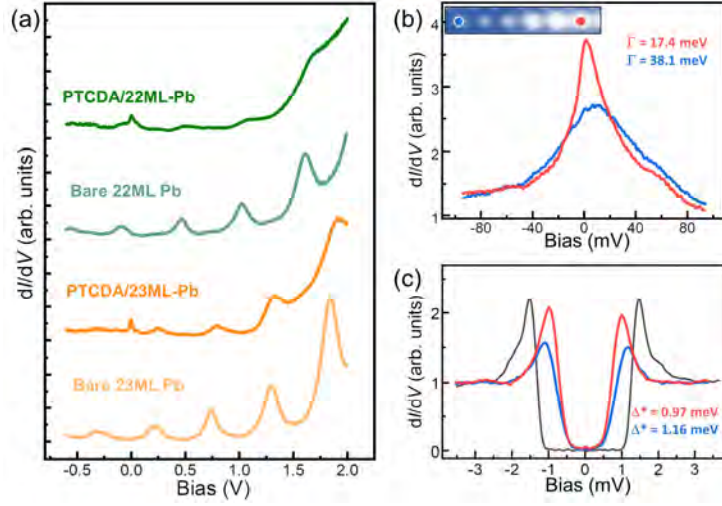 (a)
PTCDA/22ML-Pb
Bare 22ML Pb
PTCDA/23ML-Pb
Bare 23ML Pb
dI/dV (arb. units)
-0.5 0.0 0.5 1.0 1.5 2.0
Bias (V)
(b)
Γ̄ = 17.4 meV
Γ̄ = 38.1 meV
4
3
2
1
dI/dV (arb. units)
-80 -40 0 40 80
Bias (mV)
(c)
2
1
0
dI/dV (arb. units)
Δ* = 0.97 meV
Δ* = 1.16 meV
-3 -2 -1 0 1 2 3
Bias (mV)